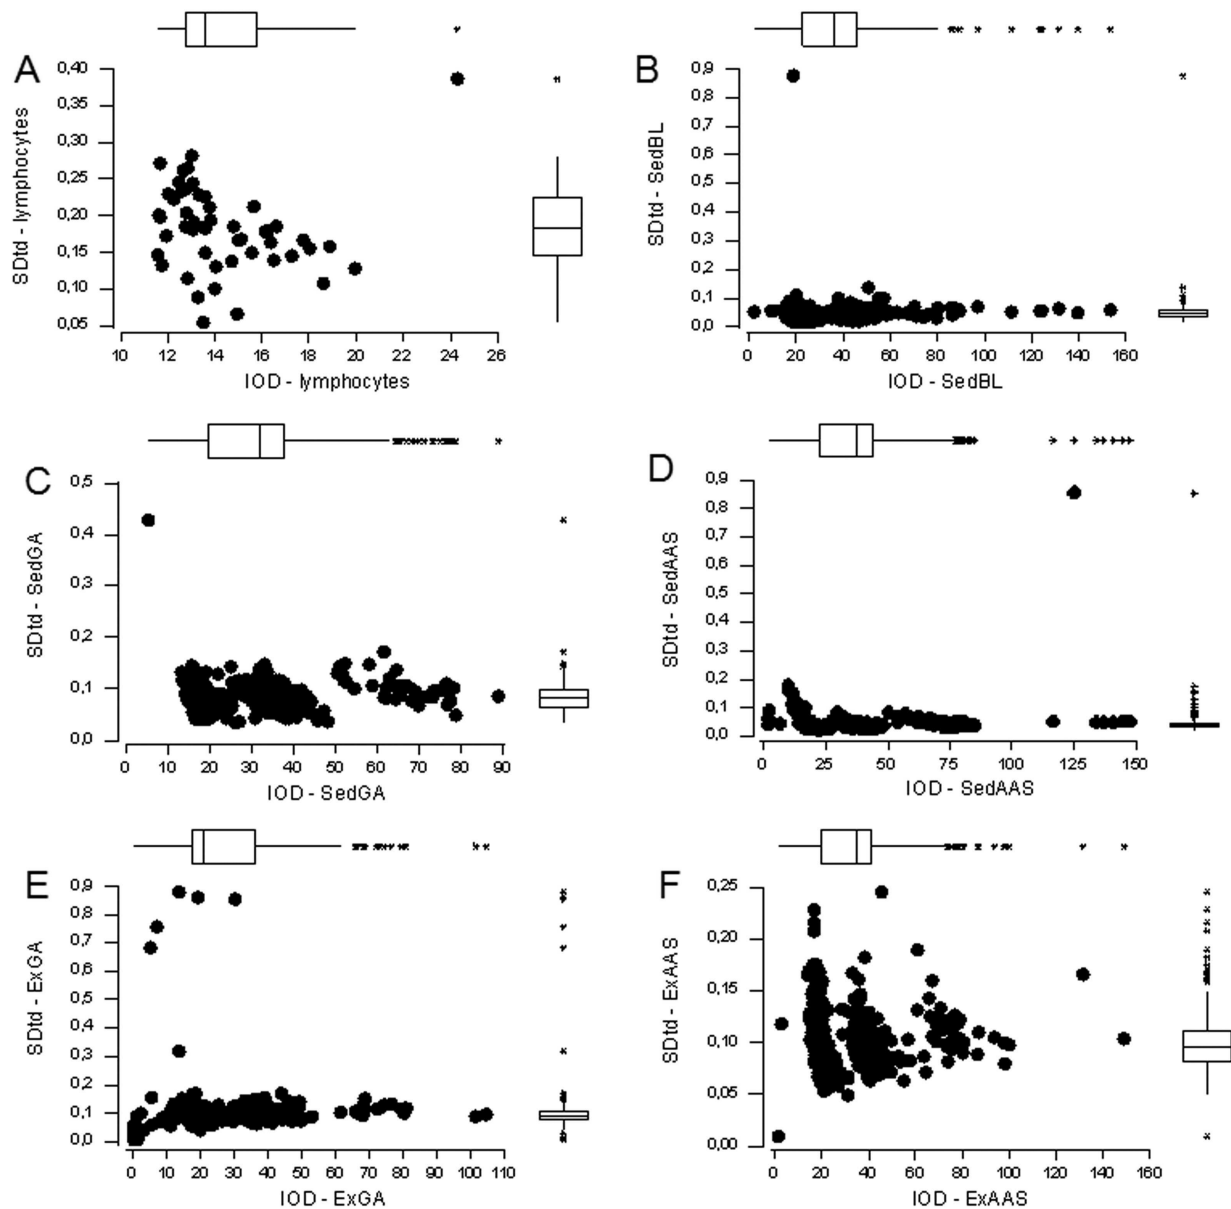 A
SDtd - lymphocytes
0,40
0,35
0,30
0,25
0,20
0,15
0,10
0,05
10 12 14 16 18 20 22 24 26
IOD - lymphocytes
B
SDtd - SedBL
0,9
0,8
0,7
0,6
0,5
0,4
0,3
0,2
0,1
0,0
0 20 40 60 80 100 120 140 160
IOD - SedBL
C
SDtd - SedGA
0,5
0,4
0,3
0,2
0,1
0,0
0 10 20 30 40 50 60 70 80 90
IOD - SedGA
D
SDtd - SedAAS
0,9
0,8
0,7
0,6
0,5
0,4
0,3
0,2
0,1
0,0
0 25 50 75 100 125 150
IOD - SedAAS
E
SDtd - ExGA
0,9
0,8
0,7
0,6
0,5
0,4
0,3
0,2
0,1
0,0
0 10 20 30 40 50 60 70 80 90 100 110
IOD - ExGA
F
SDtd - ExAAS
0,25
0,20
0,15
0,10
0,05
0,00
0 20 40 60 80 100 120 140 160
IOD - ExAAS